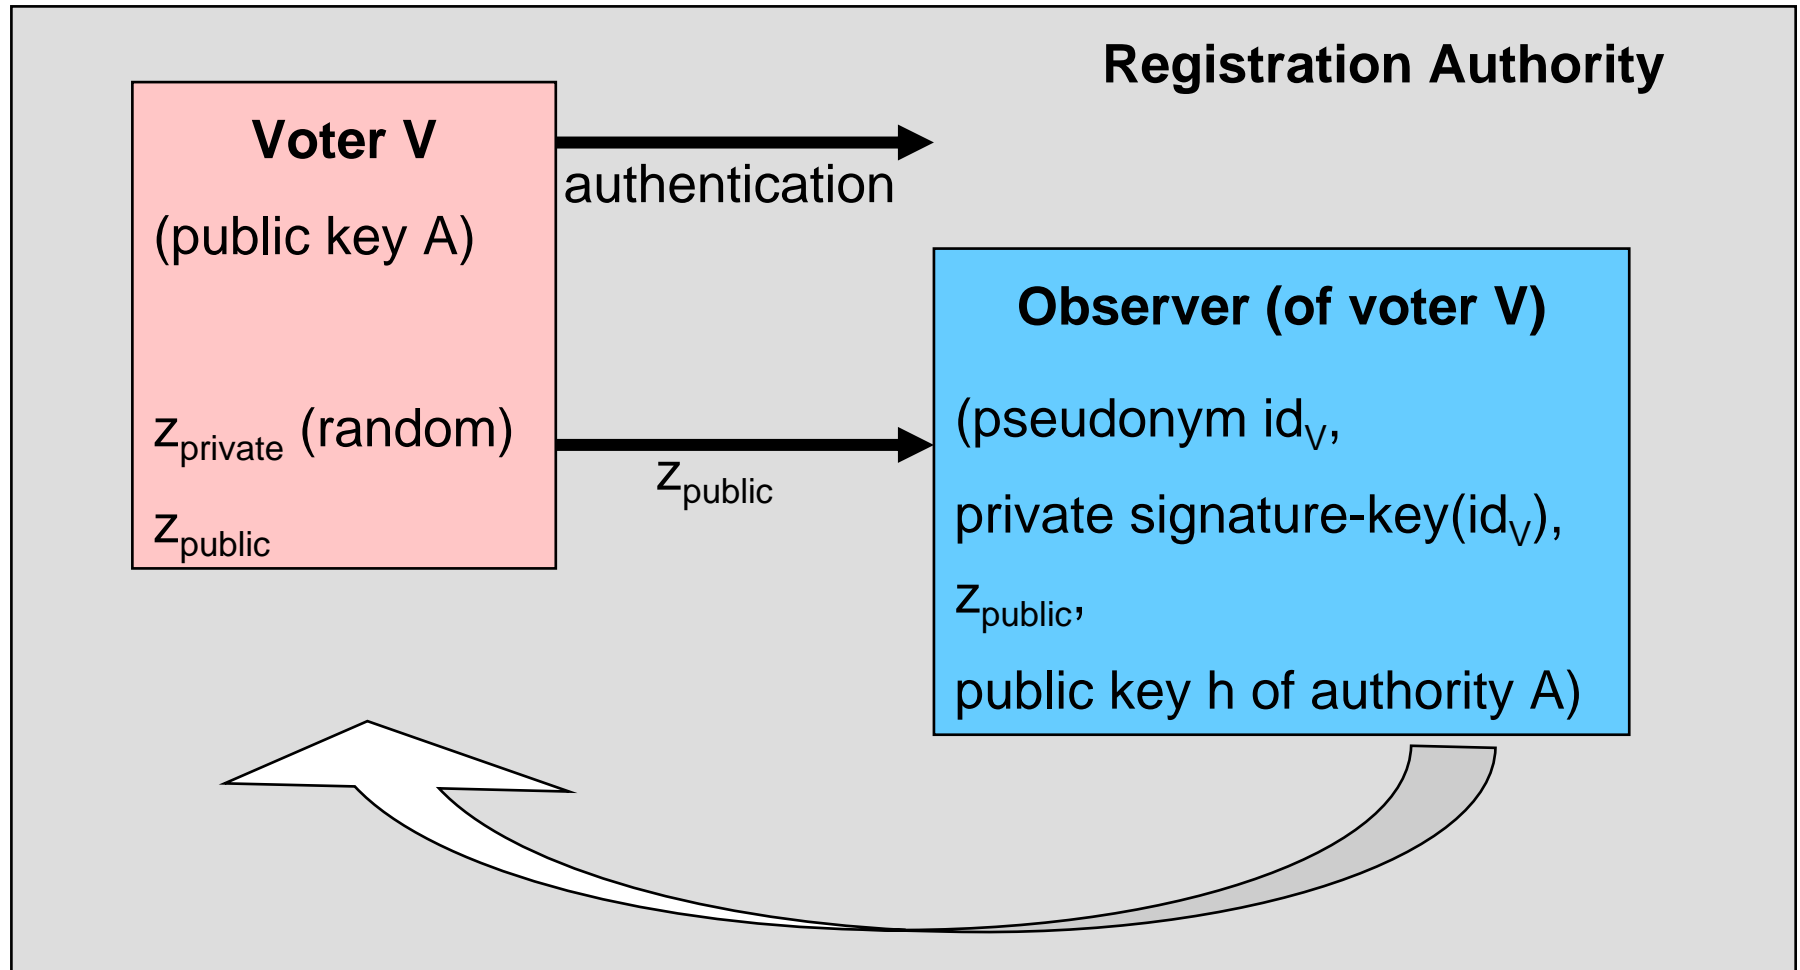 Registration Authority
Voter V
(public key A)
z_private (random)
z_public
authentication
z_public
Observer (of voter V)
(pseudonym id_V,
private signature-key(id_V),
z_public,
public key h of authority A)